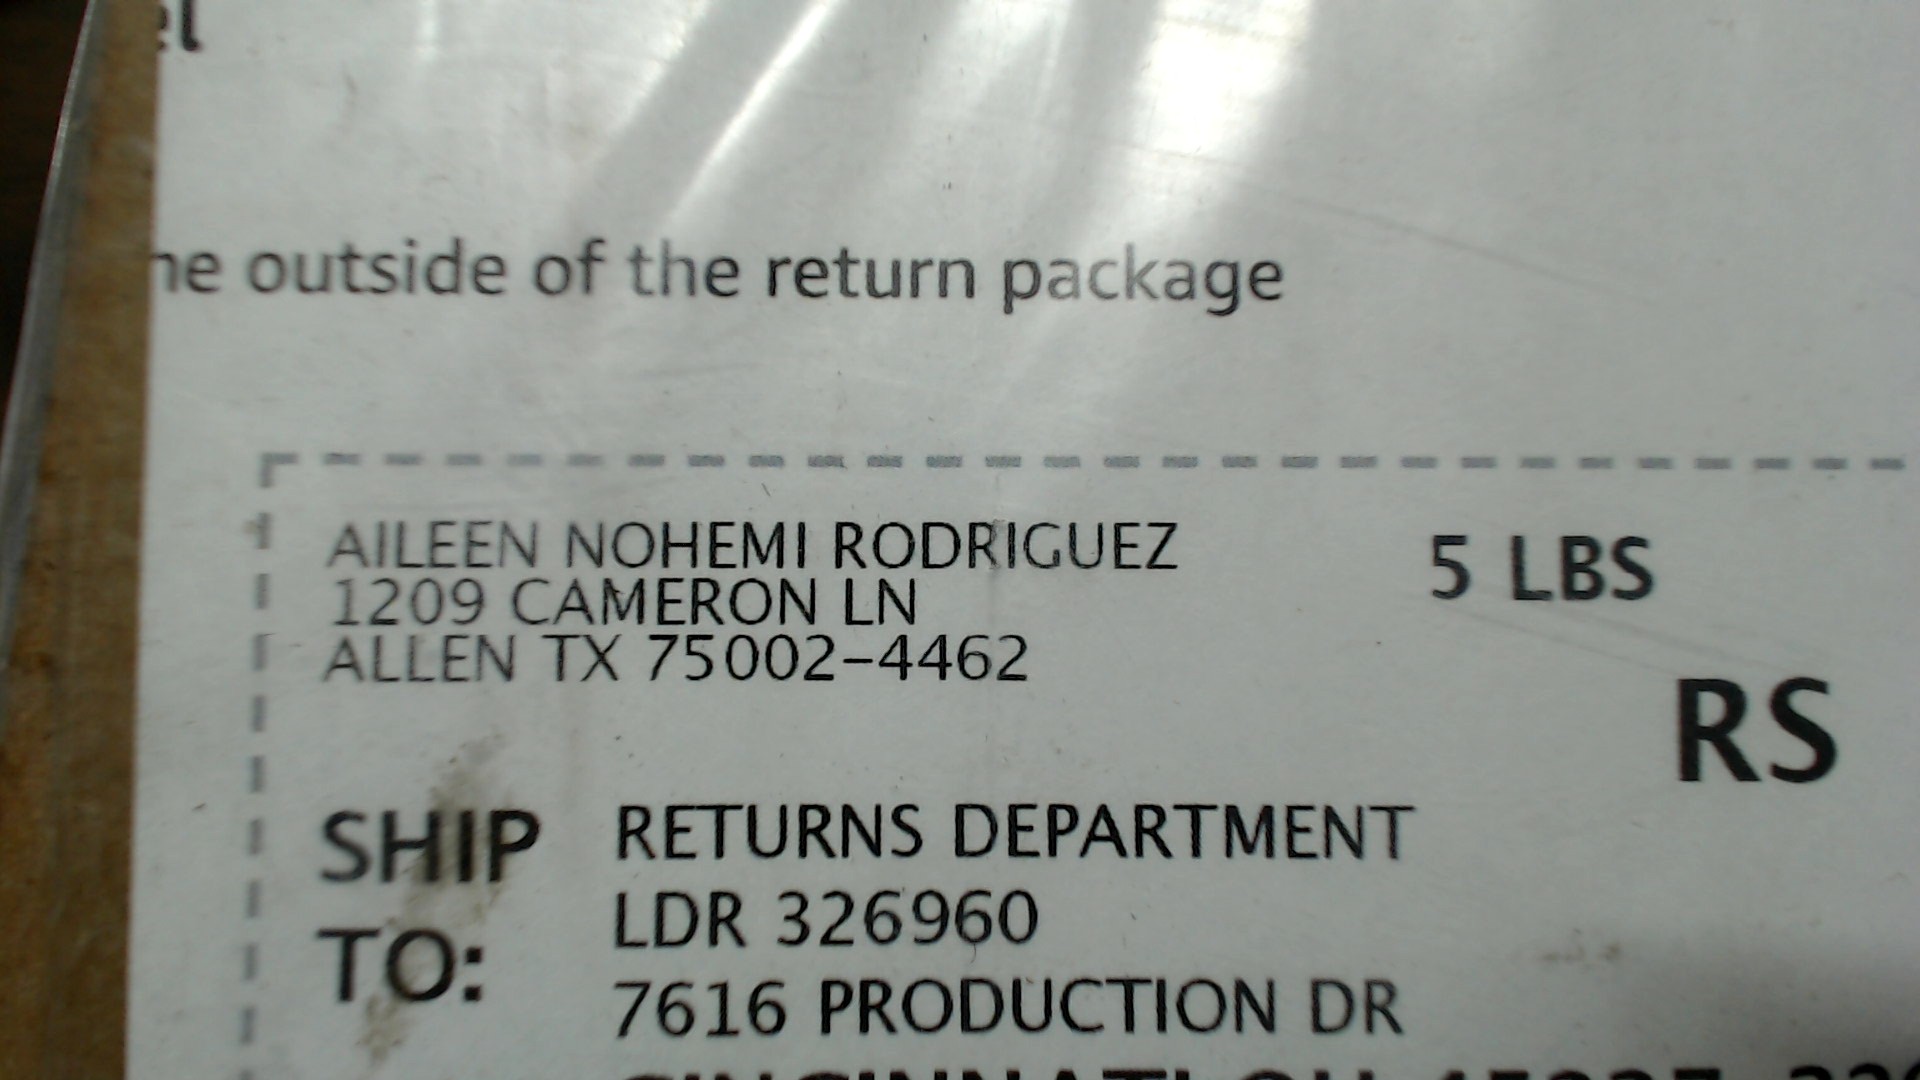 outside of the return package
AILEEN NOHEMI RODRIGUEZ
5 LBS
1209 CAMERON LN
ALLEN TX 75002-4462
RS
SHIP TO:
RETURNS DEPARTMENT
LDR 326960
7616 PRODUCTION DR